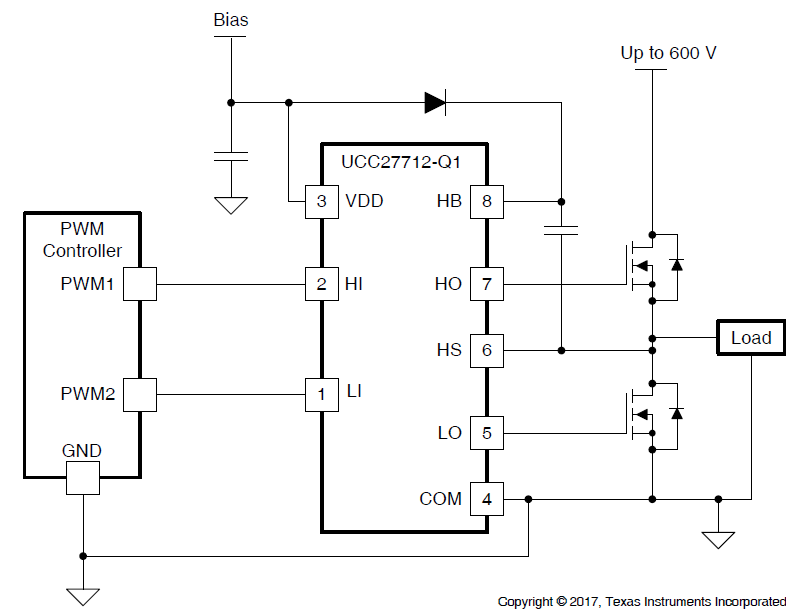 Bias
Up to 600 V
UCC27712-Q1
3 VDD
HB 8
PWM
Controller
PWM1
2 HI
HO 7
HS 6
Load
PWM2
1 LI
LO 5
GND
COM 4
Copyright © 2017, Texas Instruments Incorporated